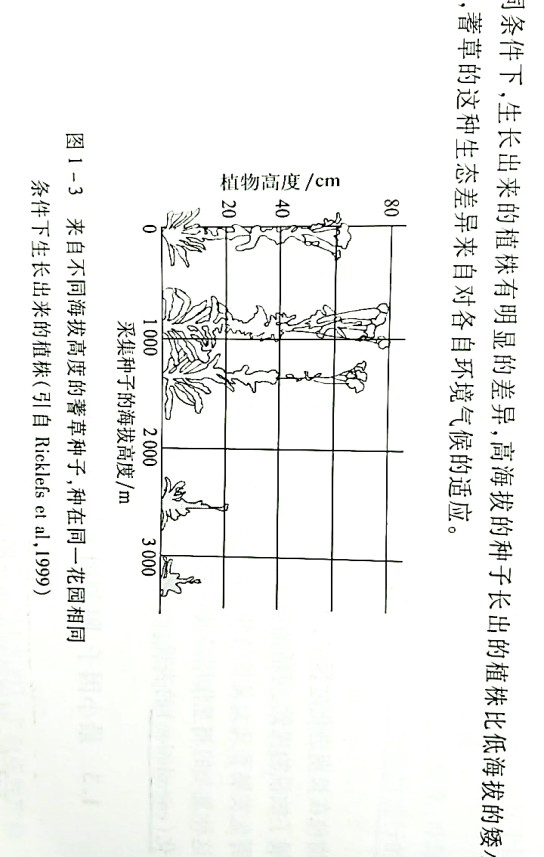 同条件下,生长出来的植株有明显的差异,高海拔的种子长出的植株比低海拔的矮
,蓍草的这种生态差异来自对各自环境气候的适应。
植物高度/cm
80
40
20
0
1 000
2 000
3 000
采集种子的海拔高度/m
图 1-3 来自不同海拔高度的蓍草种子,种在同一花园相同
条件下生长出来的植株(引自 Ricklefs et al,1999)